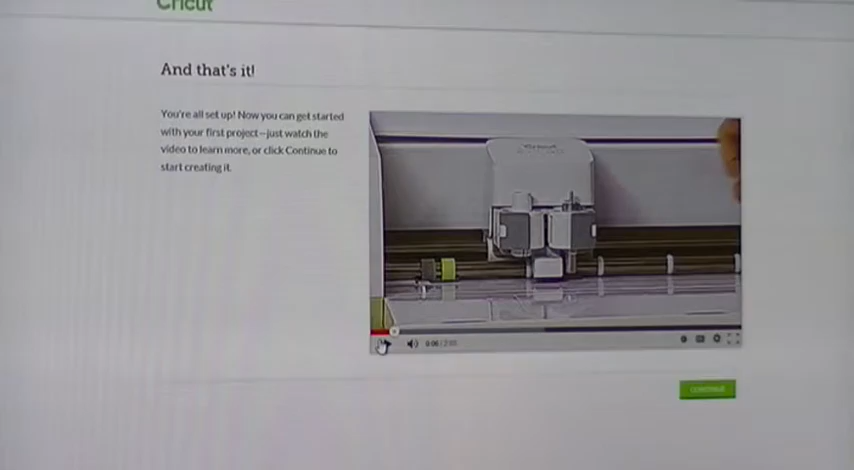 Cricut
And that's it!
You're all set up! Now you can get started
with your first project—just watch the
video to learn more, or click Continue to
start creating it.
CONTINUE